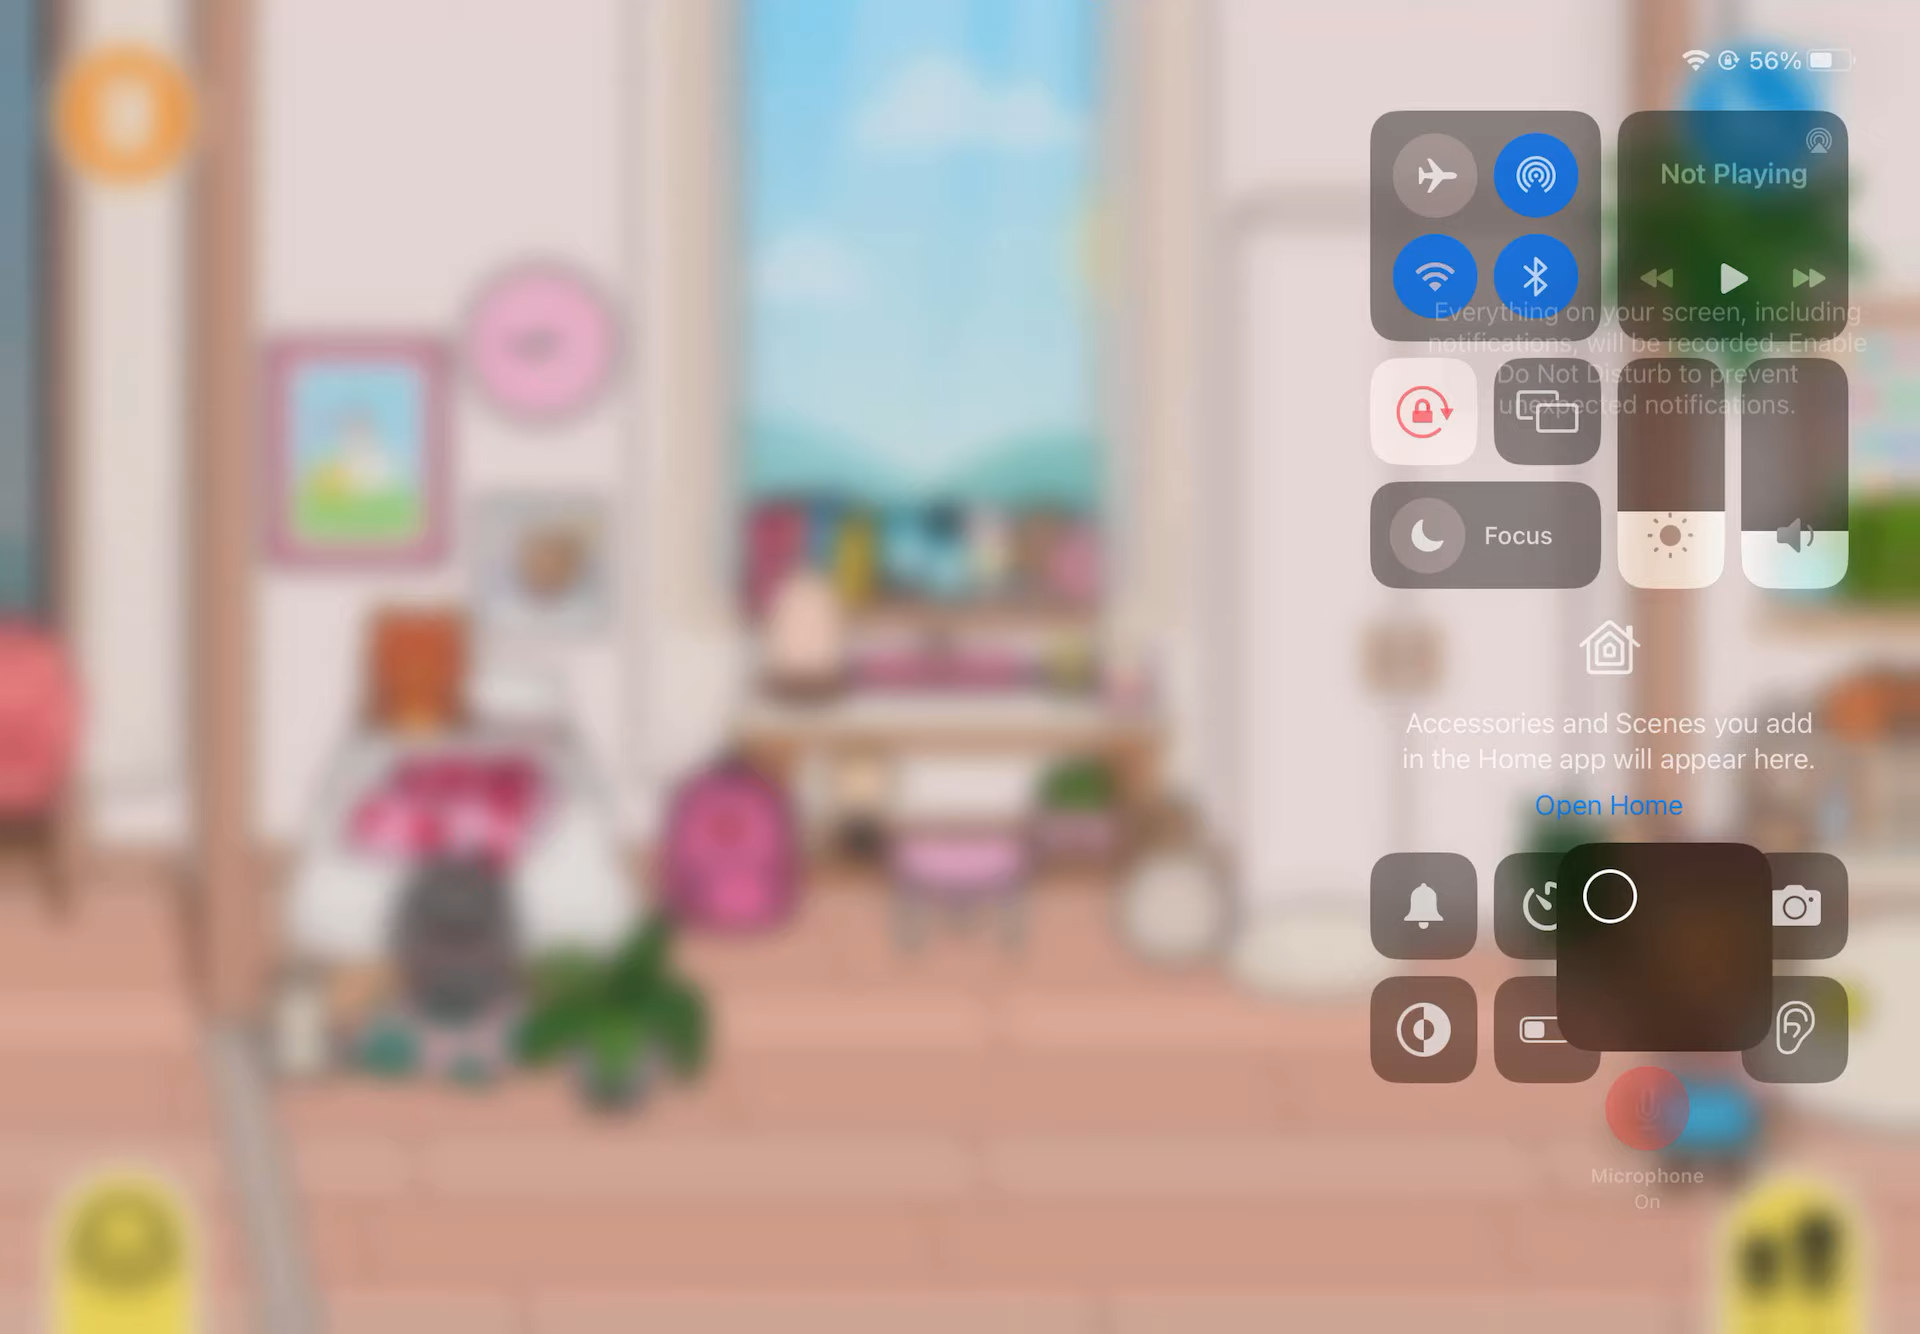 56%
Not Playing
Everything on your screen, including
notifications, will be recorded. Enable
Do Not Disturb to prevent
unexpected notifications.
Focus
Accessories and Scenes you add
in the Home app will appear here.
Open Home
Microphone
On